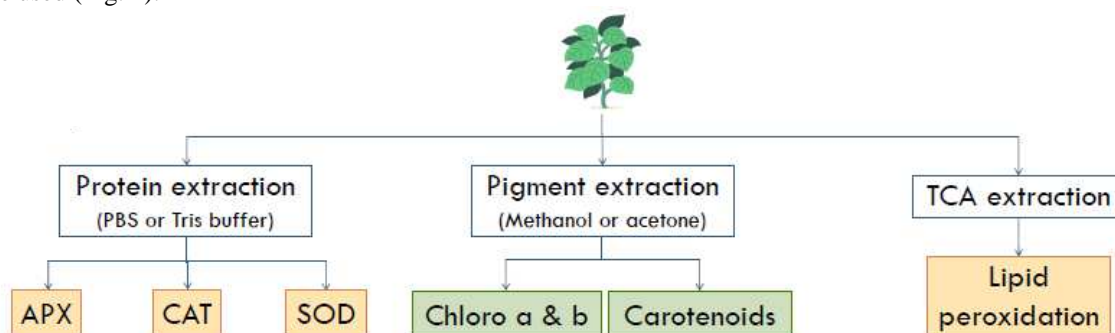 Protein extraction
(PBS or Tris buffer)
Pigment extraction
(Methanol or acetone)
TCA extraction
APX
CAT
SOD
Chloro a & b
Carotenoids
Lipid
peroxidation